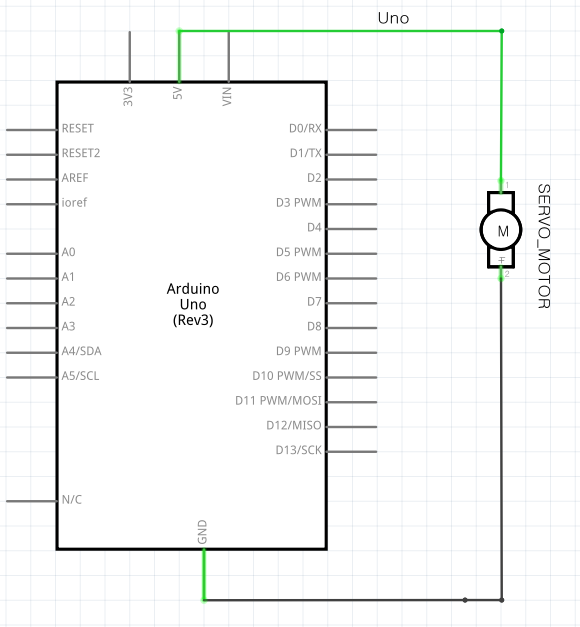 Uno
3V3
5V
VIN
RESET
RESET2
AREF
ioref
A0
A1
A2
A3
A4/SDA
A5/SCL
N/C
Arduino
Uno
(Rev3)
D0/RX
D1/TX
D2
D3 PWM
D4
D5 PWM
D6 PWM
D7
D8
D9 PWM
D10 PWM/SS
D11 PWM/MOSI
D12/MISO
D13/SCK
GND
1
M
+
2
SERVO_MOTOR